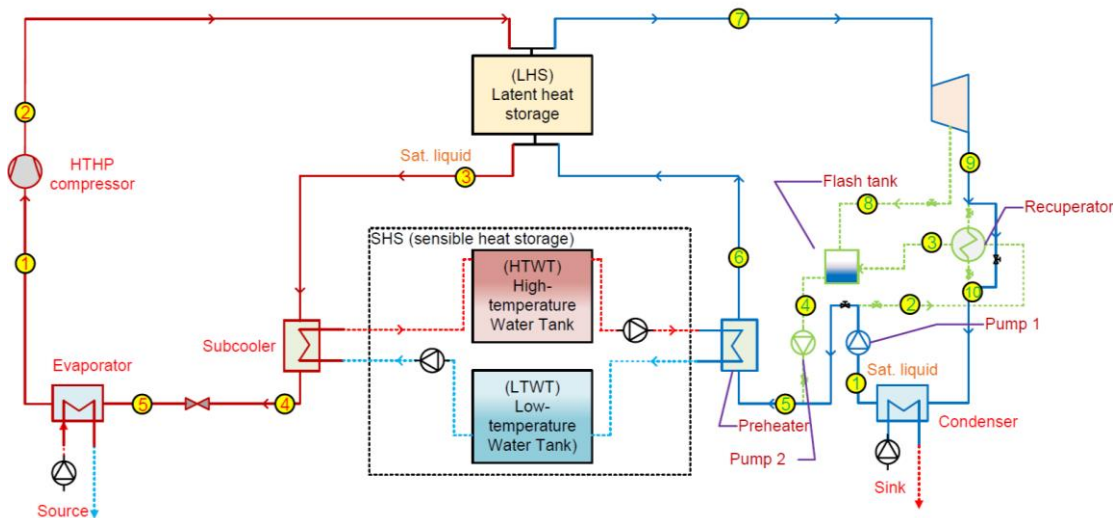 7
(LHS)
Latent heat
storage
2
HTHP
compressor
Sat. liquid
3
9
Flash tank
8
Recuperator
1
SHS (sensible heat storage)
(HTWT)
High-
temperature
Water Tank
6
3
4
10
2
Pump 1
Subcooler
Evaporator
1
Sat. liquid
5
4
(LTWT)
Low-
temperature
Water Tank)
5
Preheater
Condenser
Pump 2
Source
Sink